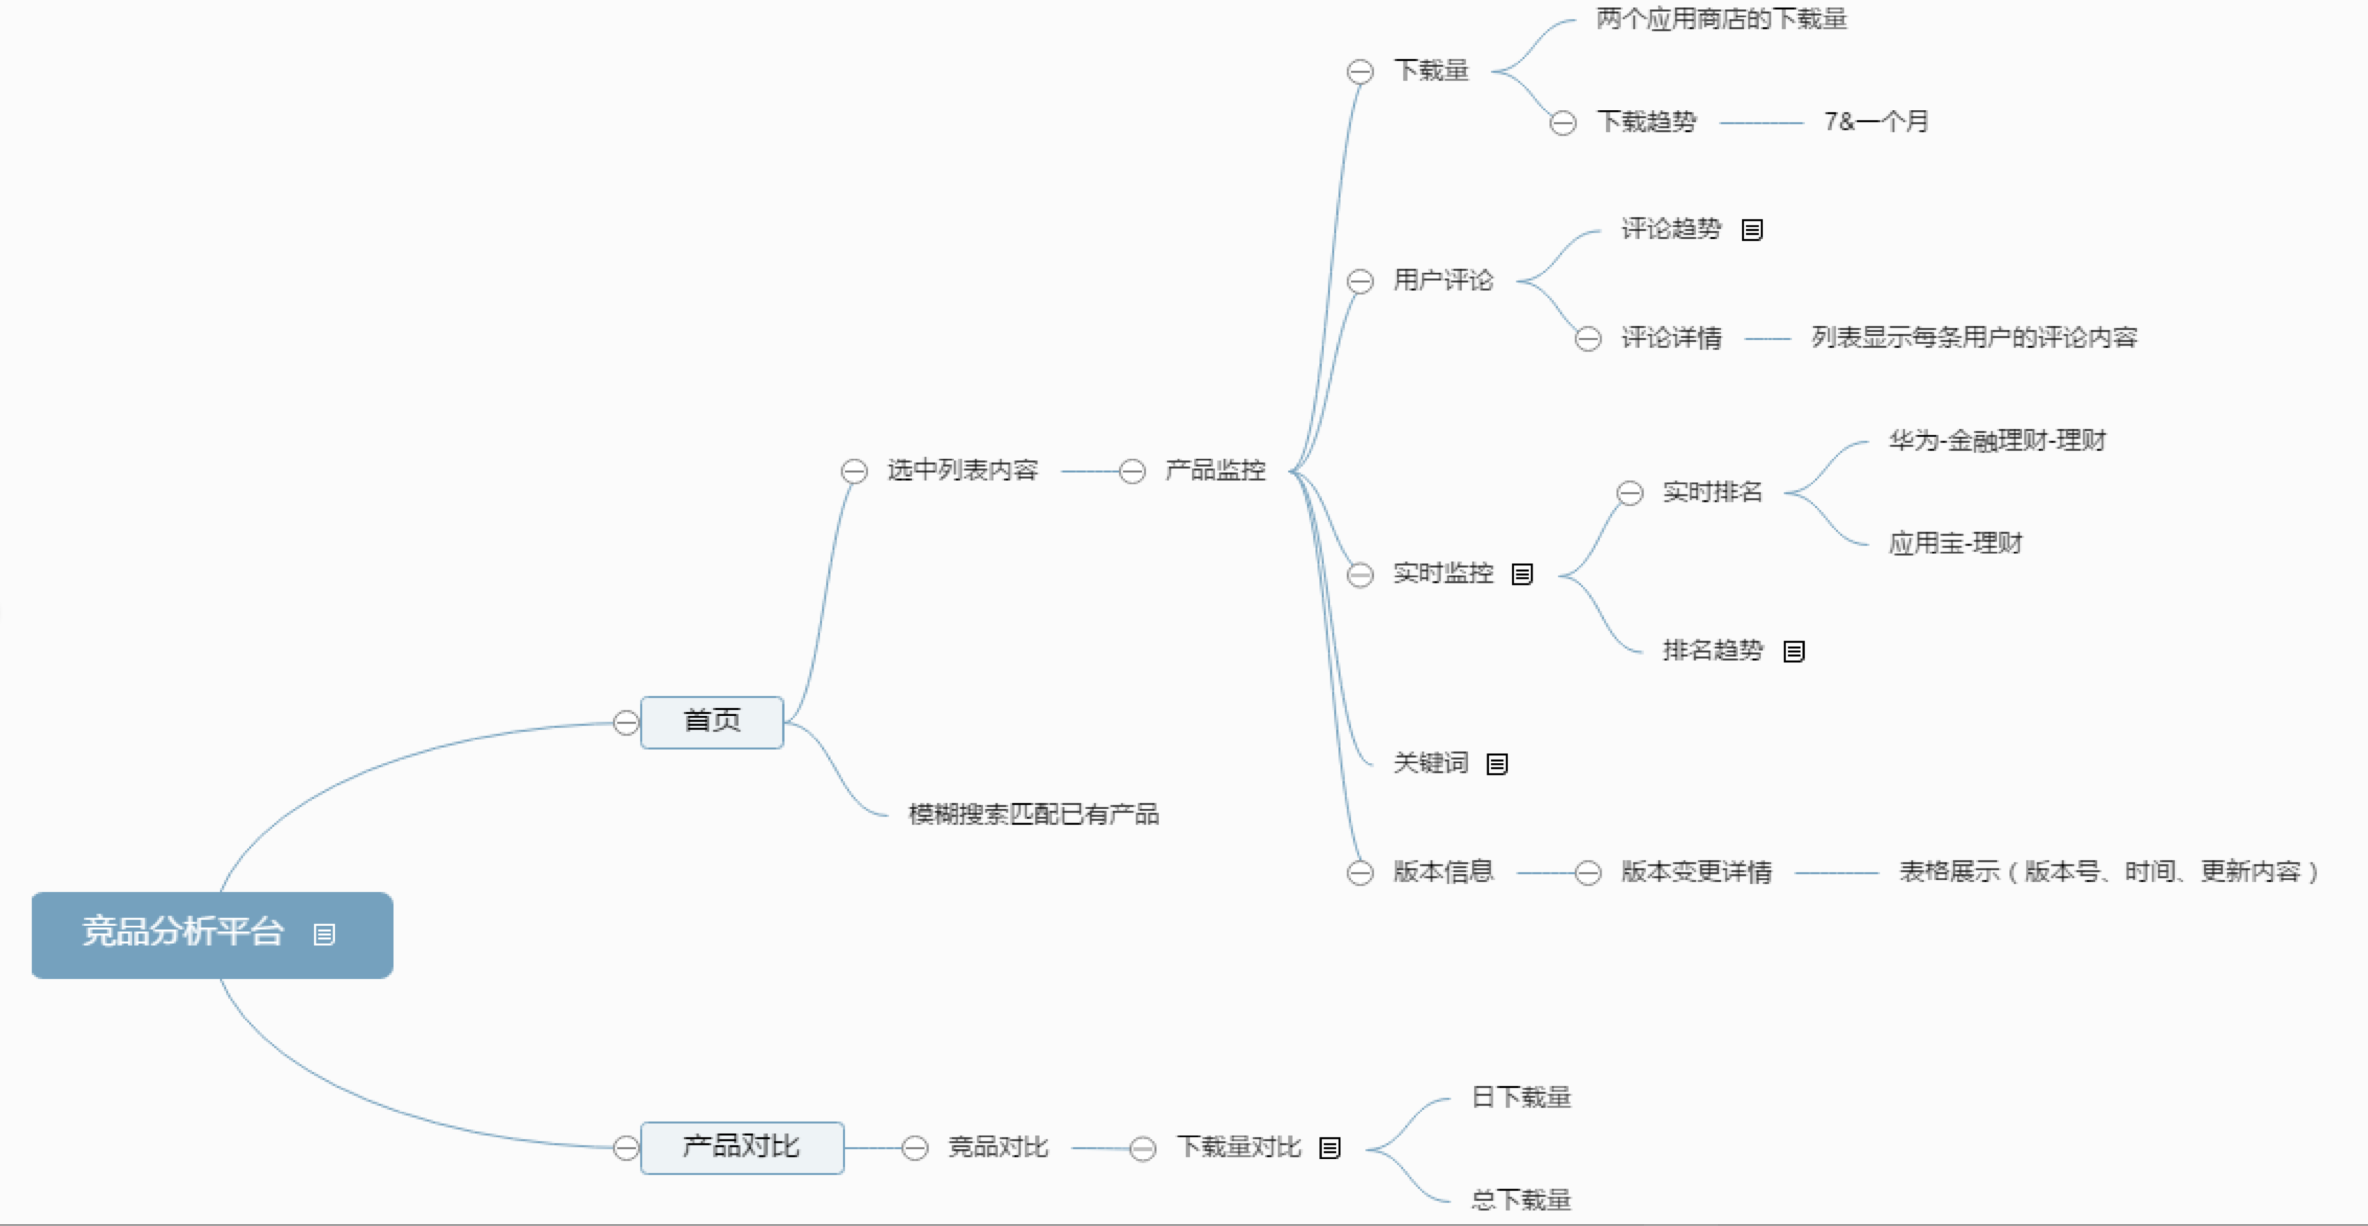 两个应用商店的下载量
下载量
下载趋势
7&一个月
评论趋势
用户评论
评论详情
列表显示每条用户的评论内容
华为-金融理财-理财
选中列表内容
产品监控
实时排名
应用宝-理财
实时监控
排名趋势
首页
关键词
模糊搜索匹配已有产品
版本信息
版本变更详情
表格展示（版本号、时间、更新内容）
竞品分析平台
日下载量
产品对比
竞品对比
下载量对比
总下载量